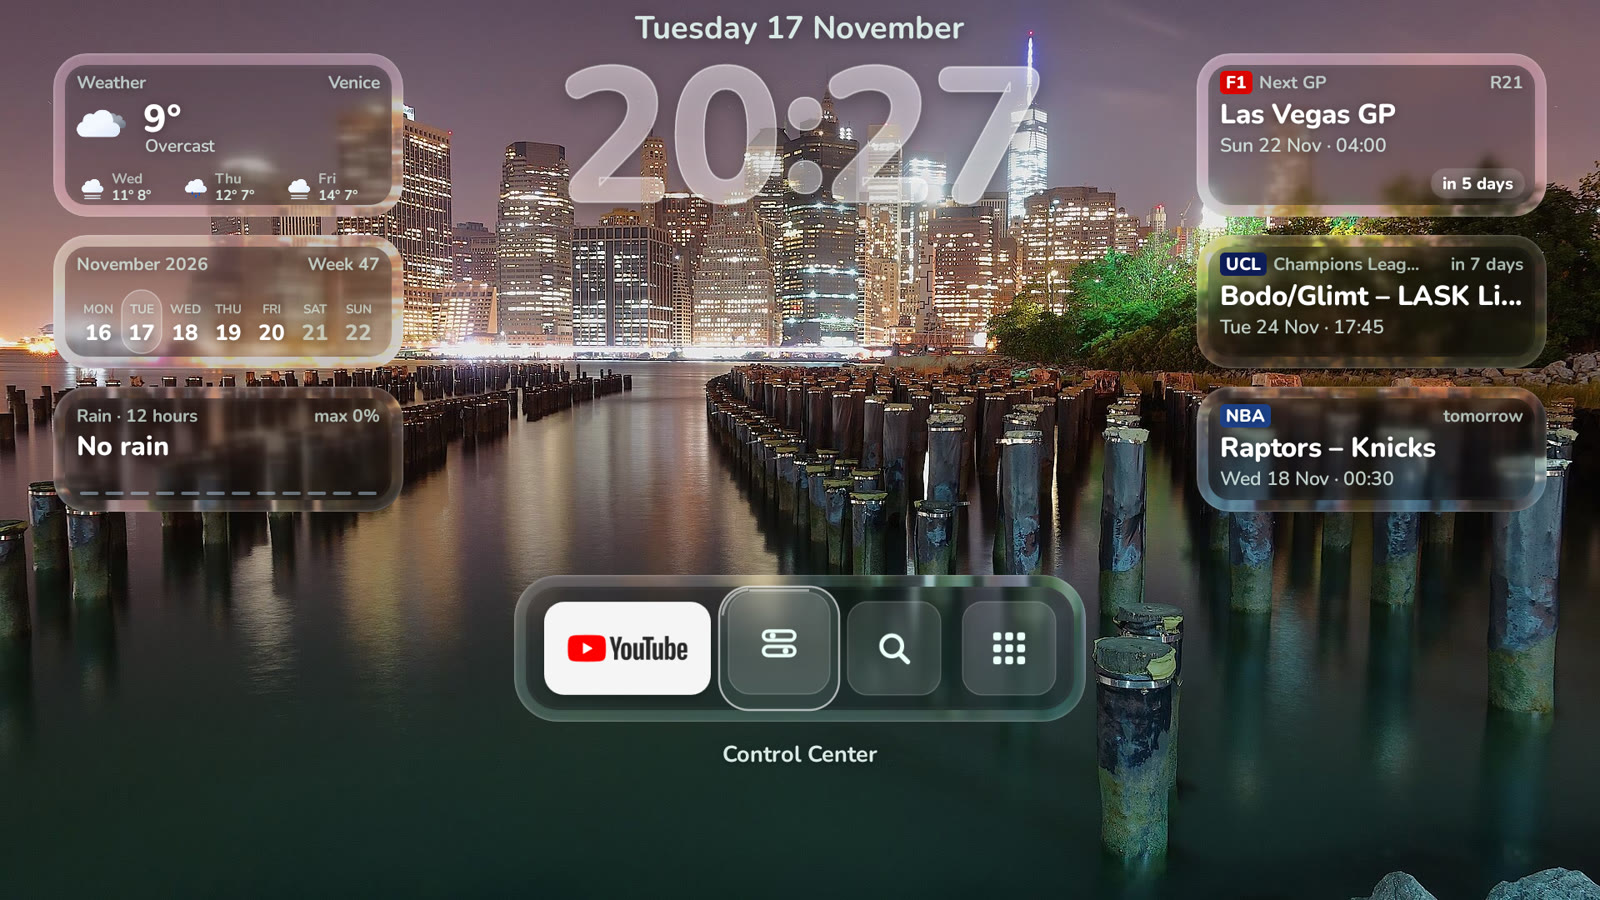 Tuesday 17 November
20:27
Weather Venice
9°
Overcast
Wed
11° 8°
Thu
12° 7°
Fri
14° 7°
November 2026 Week 47
MON TUE WED THU FRI SAT SUN
16 17 18 19 20 21 22
Rain · 12 hours max 0%
No rain
F1 Next GP R21
Las Vegas GP
Sun 22 Nov · 04:00
in 5 days
UCL Champions Leag... in 7 days
Bodo/Glimt – LASK Li...
Tue 24 Nov · 17:45
NBA tomorrow
Raptors – Knicks
Wed 18 Nov · 00:30
YouTube
Control Center